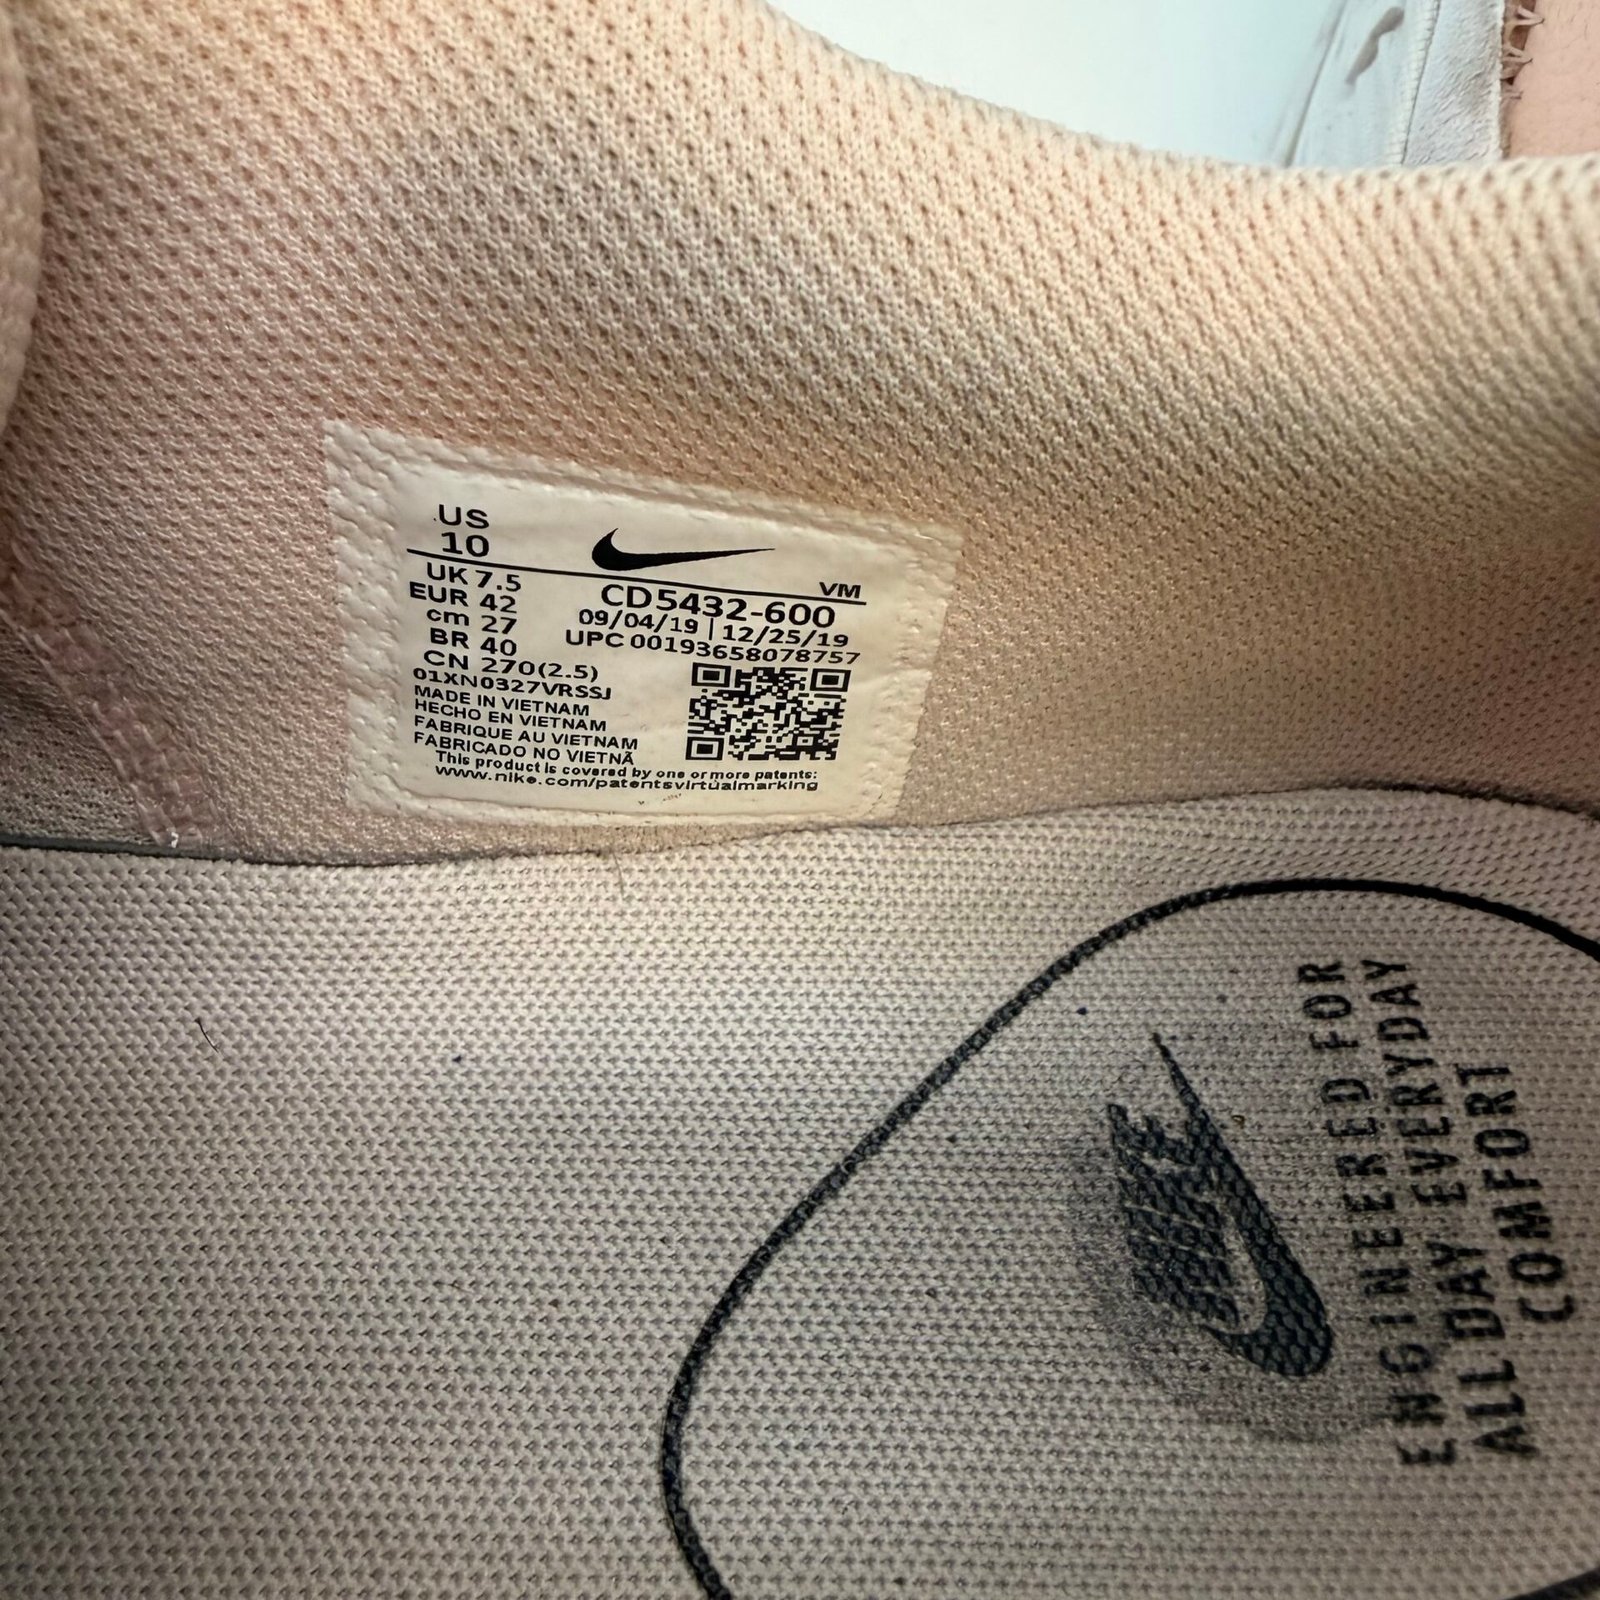 US
10
VM
UK 7.5
EUR 42
cm 27
BR 40
CN 270(2.5)
CD5432-600
09/04/19 | 12/25/19
UPC 00193658078757
01XN0327VRSSJ
MADE IN VIETNAM
HECHO EN VIETNAM
FABRIQUE AU VIETNAM
FABRICADO NO VIETNÃ
This product is covered by one or more patents:
www.nike.com/patentsvirtualmarking
NIKE
ENGINEERED FOR
ALL DAY EVERYDAY
COMFORT